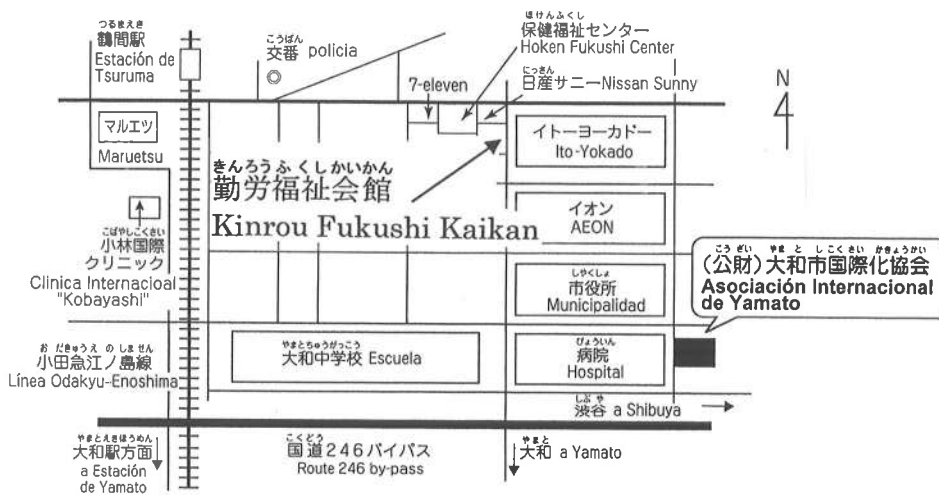 つるまえき
鶴間駅
Estación de
Tsuruma
こうばん
交番 policia
7-eleven
ほけんふくし
保健福祉センター
Hoken Fukushi Center
にっさん
日産サニーNissan Sunny
N
マルエツ
Maruetsu
イトーヨーカドー
Ito-Yokado
きんろうふくしかいかん
勤労福祉会館
Kinrou Fukushi Kaikan
イオン
AEON
こばやしこくさい
小林国際
クリニック
Clinica Internacioal
"Kobayashi"
こうざい やまとしこくさいかきょうかい
(公財)大和市国際化協会
Asociación Internacional
de Yamato
しやくしょ
市役所
Municipalidad
おだきゅうえのしません
小田急江ノ島線
Línea Odakyu-Enoshima
やまとちゅうがっこう
大和中学校 Escuela
びょういん
病院
Hospital
しぶや
渋谷 a Shibuya
やまとえきほうめん
大和駅方面
a Estación
de Yamato
こくどう
国道246バイパス
Route 246 by-pass
やまと
大和 a Yamato